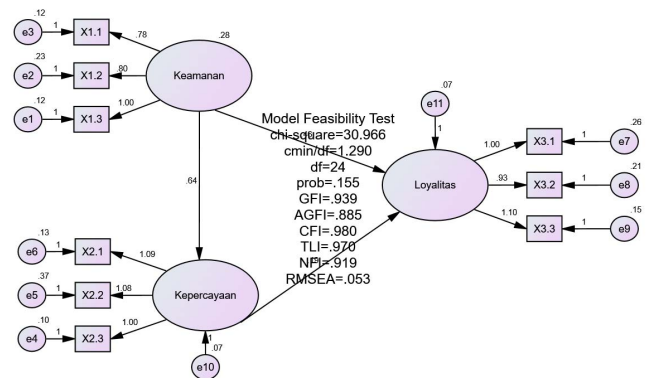 .12
e3
1
X1.1
.78
.28
.23
e2
1
X1.2
.80
Keamanan
.12
e1
1
X1.3
1.00
.07
e11
1
Model Feasibility Test
chi-square=30.966
cmin/df=1.290
df=24
prob=.155
GFI=.939
AGFI=.885
CFI=.980
TLI=.970
NFI=.919
RMSEA=.053
.64
Loyalitas
1.00
X3.1
1
.26
e7
.93
X3.2
1
.21
e8
1.10
X3.3
1
.15
e9
.13
e6
1
X2.1
1.09
.37
e5
1
X2.2
1.08
Kepercayaan
.10
e4
1
X2.3
1.00
1
.07
e10